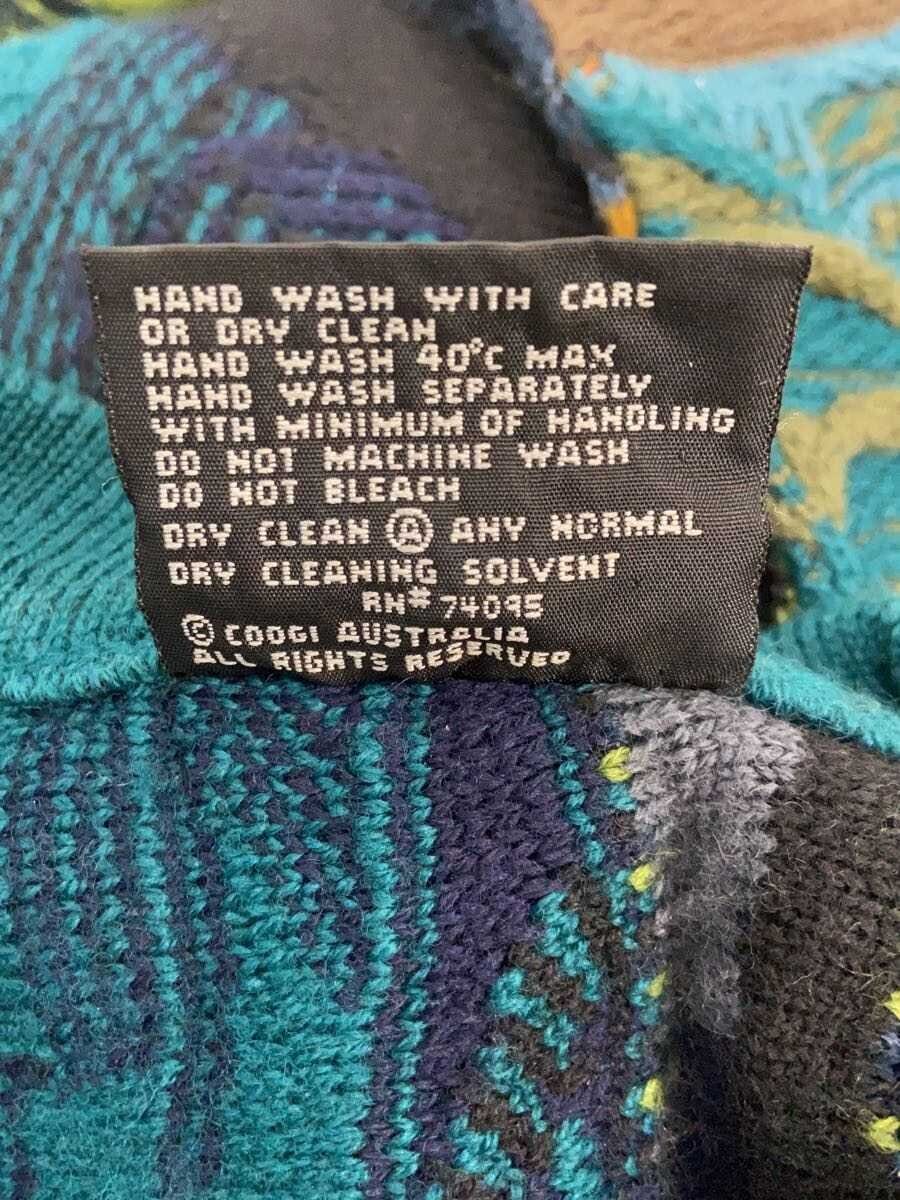 HAND WASH WITH CARE
OR DRY CLEAN
HAND WASH 40°C MAX
HAND WASH SEPARATELY
WITH MINIMUM OF HANDLING
DO NOT MACHINE WASH
DO NOT BLEACH
DRY CLEAN Ⓐ ANY NORMAL
DRY CLEANING SOLVENT
RN# 74095
© COOGI AUSTRALIA
ALL RIGHTS RESERVED